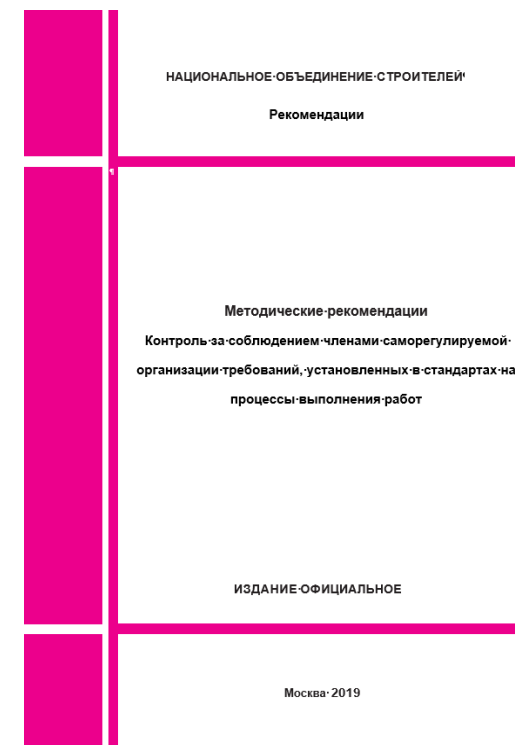 НАЦИОНАЛЬНОЕ·ОБЪЕДИНЕНИЕ·СТРОИТЕЛЕЙ¶
Рекомендации
¶
Методические·рекомендации
Контроль·за·соблюдением·членами·саморегулируемой·
организации·требований,·установленных·в·стандартах·на
процессы·выполнения·работ
ИЗДАНИЕ·ОФИЦИАЛЬНОЕ
Москва·2019